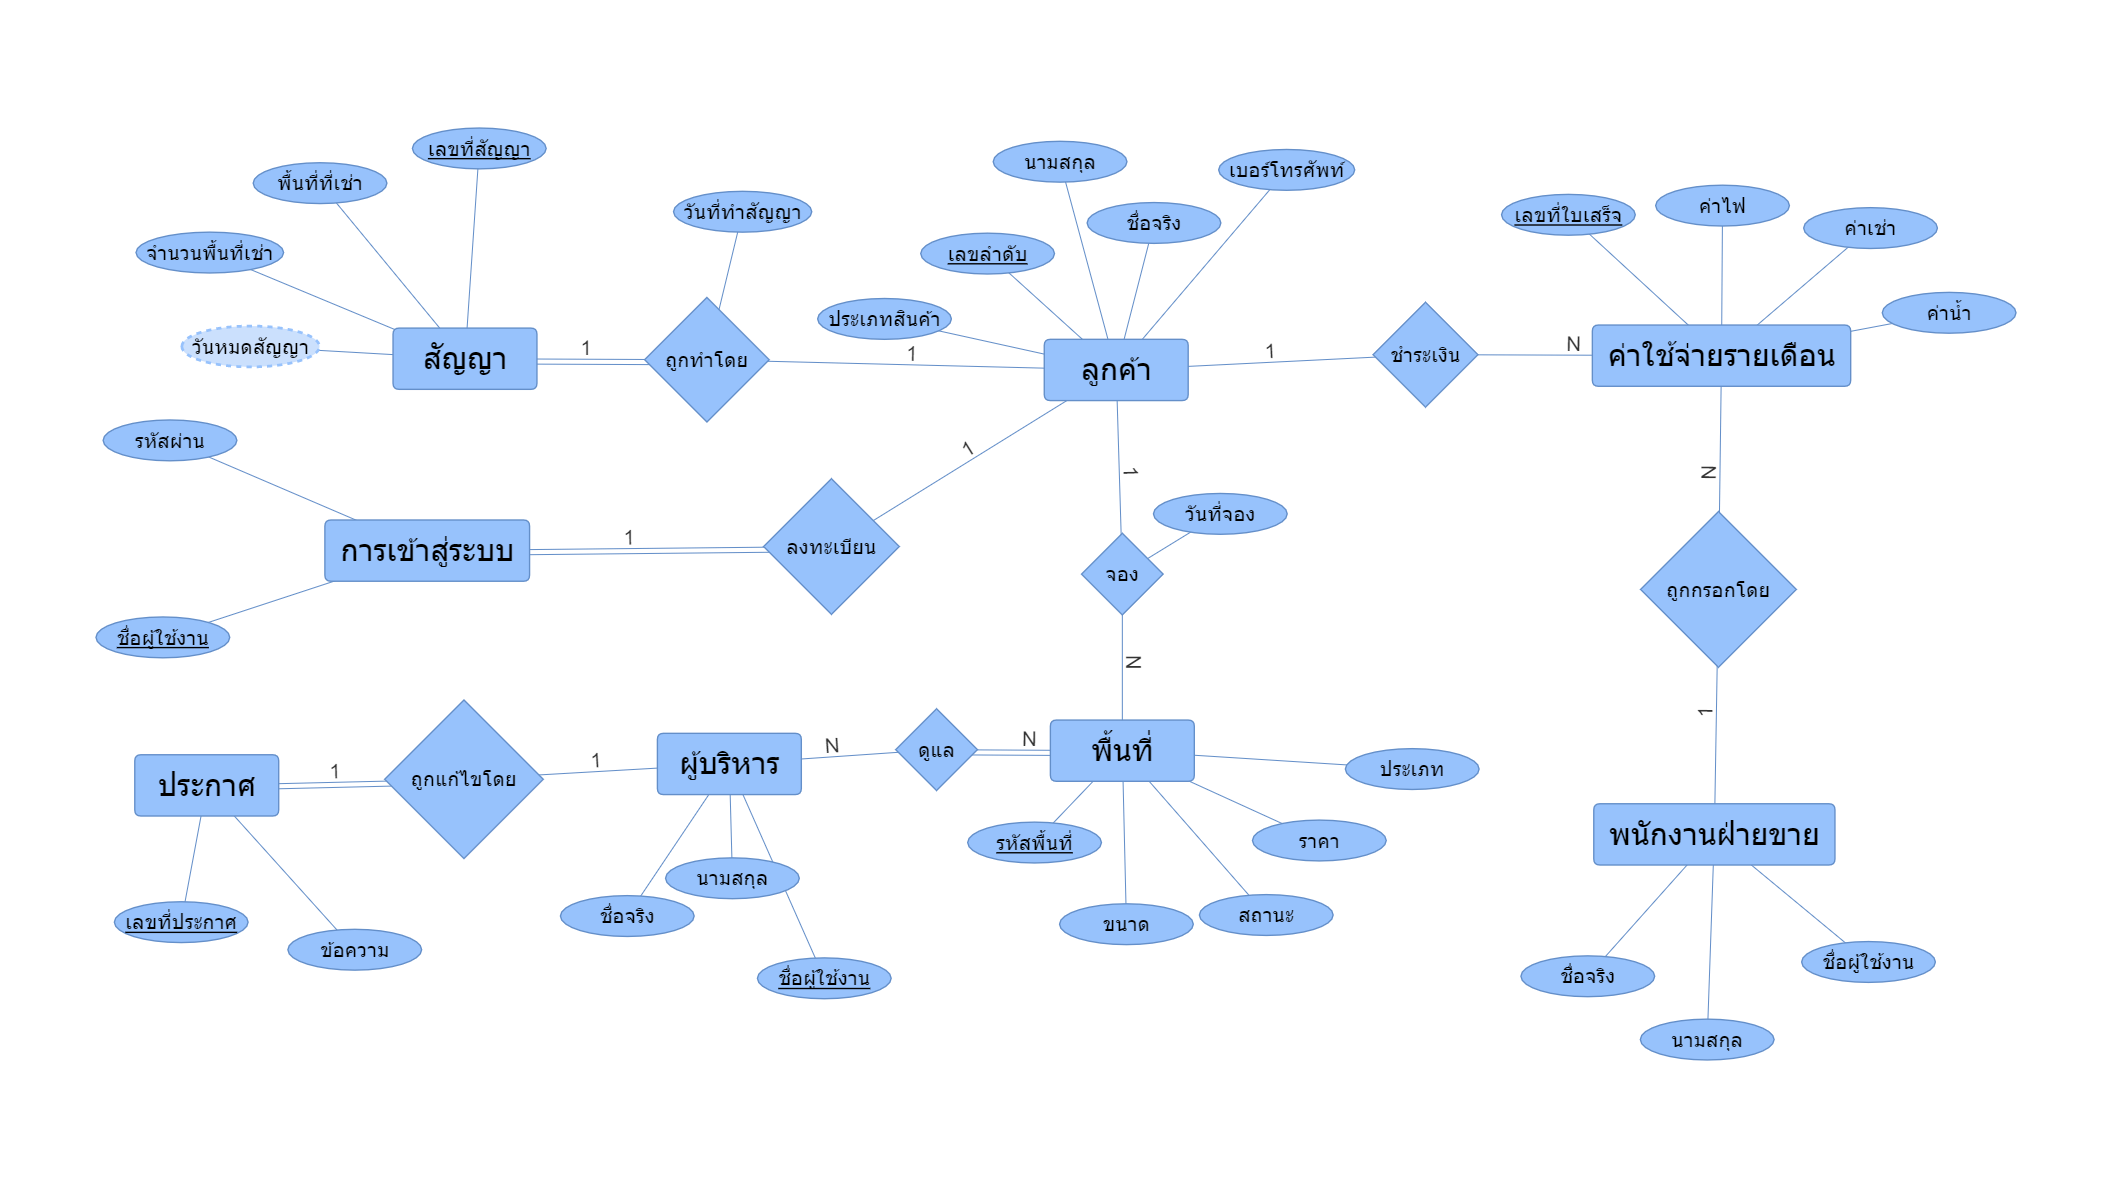 เลขที่สัญญา
นามสกุล
เบอร์โทรศัพท์
พื้นที่ที่เช่า
วันที่ทำสัญญา
ชื่อจริง
เลขที่ใบเสร็จ
ค่าไฟ
ค่าเช่า
จำนวนพื้นที่เช่า
เลขลำดับ
ประเภทสินค้า
ค่าน้ำ
วันหมดสัญญา
สัญญา
1
ถูกทำโดย
1
ลูกค้า
1
ชำระเงิน
N
ค่าใช้จ่ายรายเดือน
รหัสผ่าน
1
1
N
วันที่จอง
การเข้าสู่ระบบ
1
ลงทะเบียน
จอง
ถูกกรอกโดย
ชื่อผู้ใช้งาน
N
1
ประกาศ
1
ถูกแก้ไขโดย
1
ผู้บริหาร
N
ดูแล
N
พื้นที่
ประเภท
พนักงานฝ่ายขาย
รหัสพื้นที่
ราคา
นามสกุล
ชื่อจริง
เลขที่ประกาศ
ข้อความ
ขนาด
สถานะ
ชื่อผู้ใช้งาน
ชื่อจริง
ชื่อผู้ใช้งาน
นามสกุล